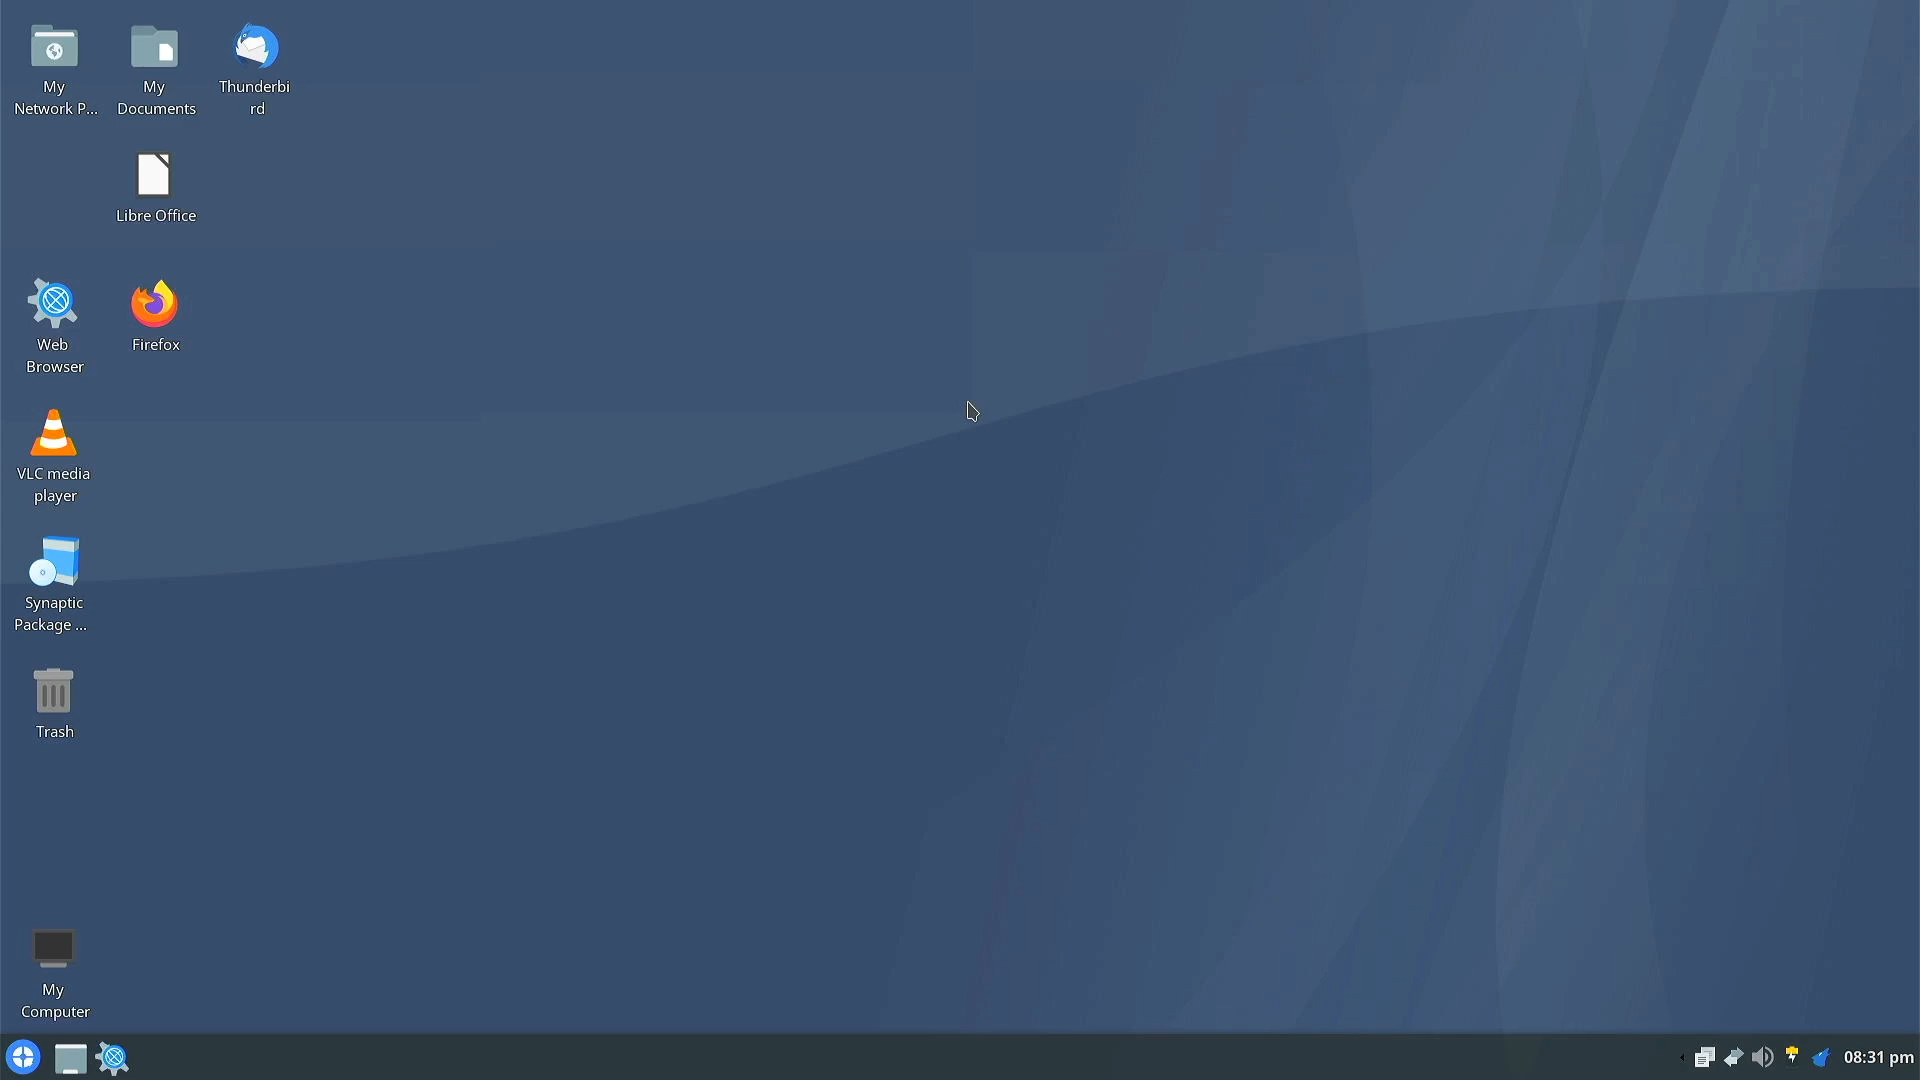 My
Network P...
My
Documents
Thunderbi
rd
Libre Office
Web
Browser
Firefox
VLC media
player
Synaptic
Package ...
Trash
My
Computer
08:31 pm